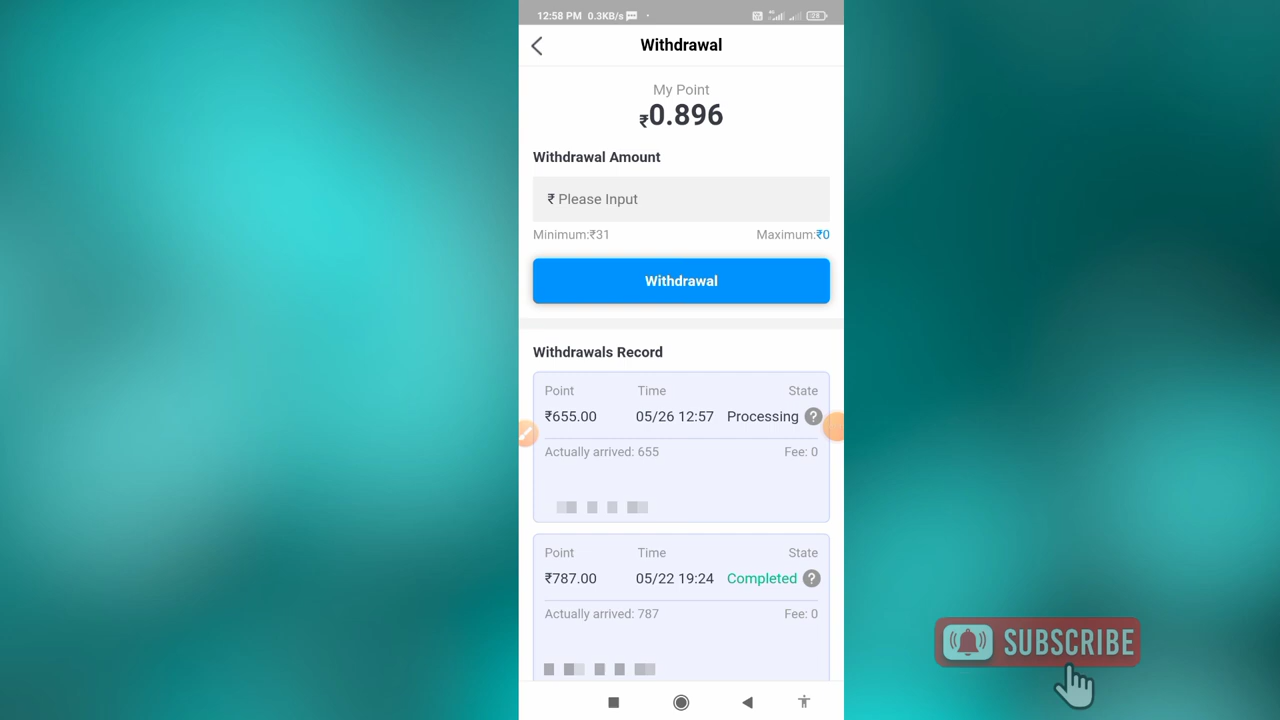 12:58 PM 0.3KB/s
Withdrawal
My Point
₹0.896
Withdrawal Amount
₹ Please Input
Minimum:₹31 Maximum:₹0
Withdrawal
Withdrawals Record
Point Time State
₹655.00 05/26 12:57 Processing ?
Actually arrived: 655 Fee: 0
Point Time State
₹787.00 05/22 19:24 Completed ?
Actually arrived: 787 Fee: 0
SUBSCRIBE